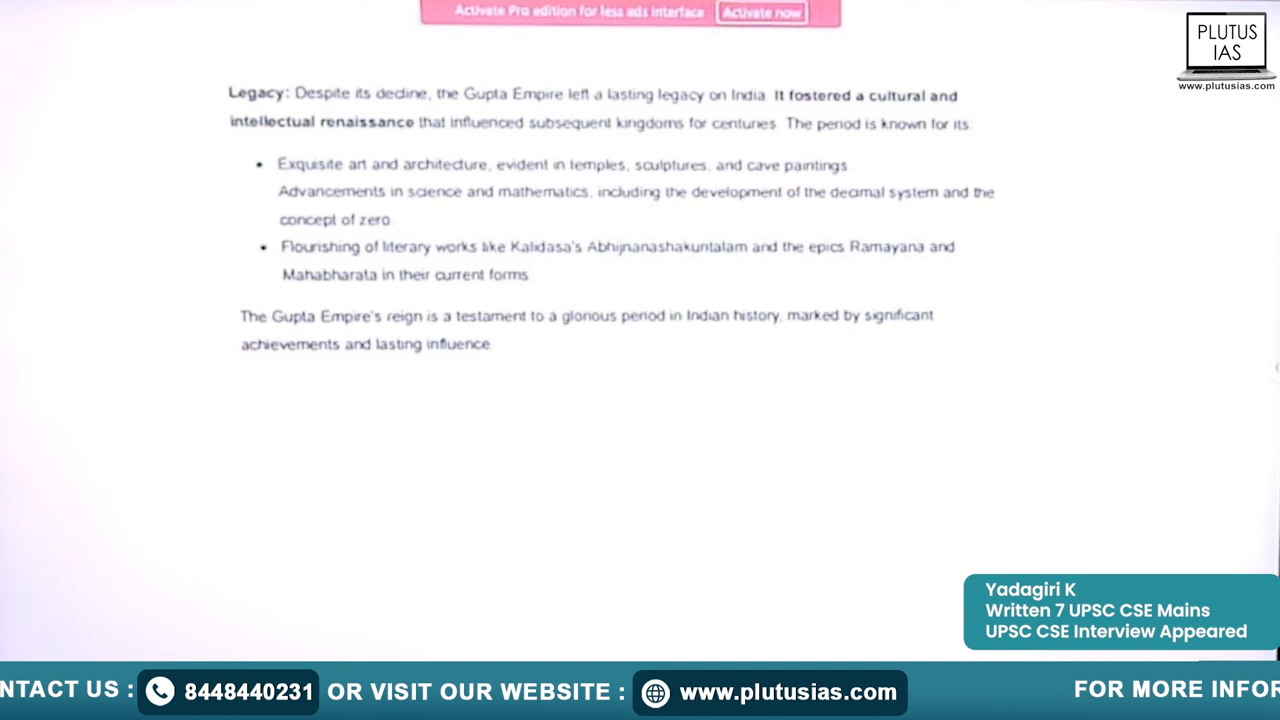 Activate Pro edition for less ads interface Activate now
PLUTUS
IAS
www.plutusias.com
Legacy: Despite its decline, the Gupta Empire left a lasting legacy on India. It fostered a cultural and
intellectual renaissance that influenced subsequent kingdoms for centuries. The period is known for its:
• Exquisite art and architecture, evident in temples, sculptures, and cave paintings
Advancements in science and mathematics, including the development of the decimal system and the
concept of zero.
• Flourishing of literary works like Kalidasa's Abhijnanashakuntalam and the epics Ramayana and
Mahabharata in their current forms
The Gupta Empire's reign is a testament to a glorious period in Indian history, marked by significant
achievements and lasting influence.
Yadagiri K
Written 7 UPSC CSE Mains
UPSC CSE Interview Appeared
NTACT US : 8448440231 OR VISIT OUR WEBSITE : www.plutusias.com FOR MORE INFOR